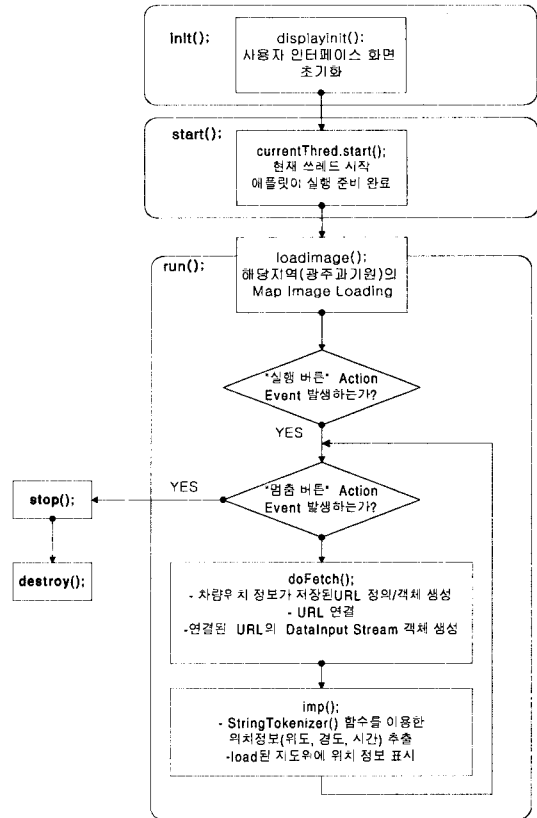 init();
displayinit();
사용자 인터페이스 화면
초기화
start();
currentThred.start();
현재 쓰레드 시작
애플릿이 실행 준비 완료
run();
loadimage();
해당지역(광주과기원)의
Map Image Loading
"실행 버튼" Action
Event 발생하는가?
YES
"멈춤 버튼" Action
Event 발생하는가?
YES
stop();
destroy();
doFetch();
- 차량위치 정보가 저장된URL 정의/객체 생성
- URL 연결
-연결된 URL의 DataInput Stream 객체 생성
imp();
- StringTokenizer() 함수를 이용한
위치정보(위도, 경도, 시간) 추출
-load된 지도위에 위치 정보 표시